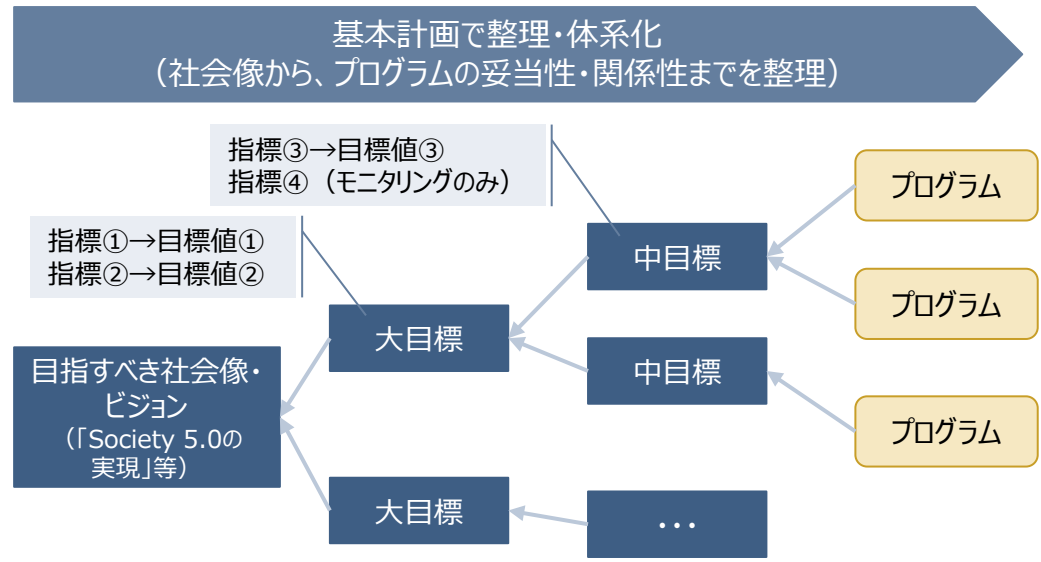 基本計画で整理・体系化
（社会像から、プログラムの妥当性・関係性までを整理）
指標③→目標値③
指標④（モニタリングのみ）
指標①→目標値①
指標②→目標値②
プログラム
中目標
プログラム
大目標
中目標
目指すべき社会像・
ビジョン
（「Society 5.0の
実現」等）
プログラム
大目標
・・・